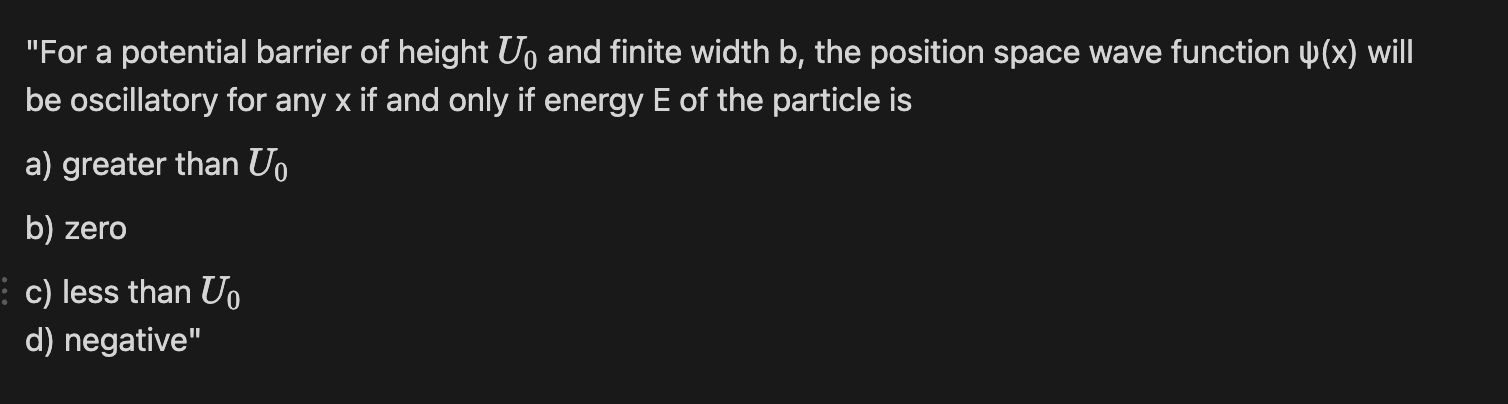 "For a potential barrier of height U₀ and finite width b, the position space wave function ψ(x) will
be oscillatory for any x if and only if energy E of the particle is
a) greater than U₀
b) zero
c) less than U₀
d) negative"